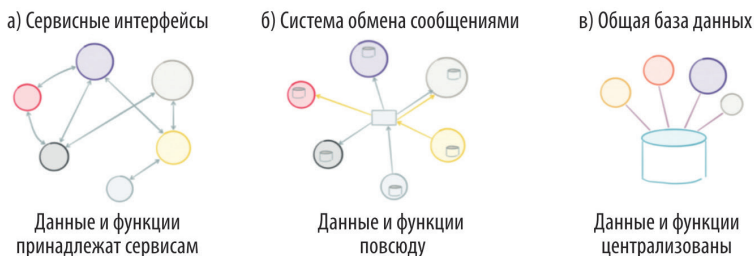 а) Сервисные интерфейсы
б) Система обмена сообщениями
в) Общая база данных
Данные и функции
принадлежат сервисам
Данные и функции
повсюду
Данные и функции
централизованы